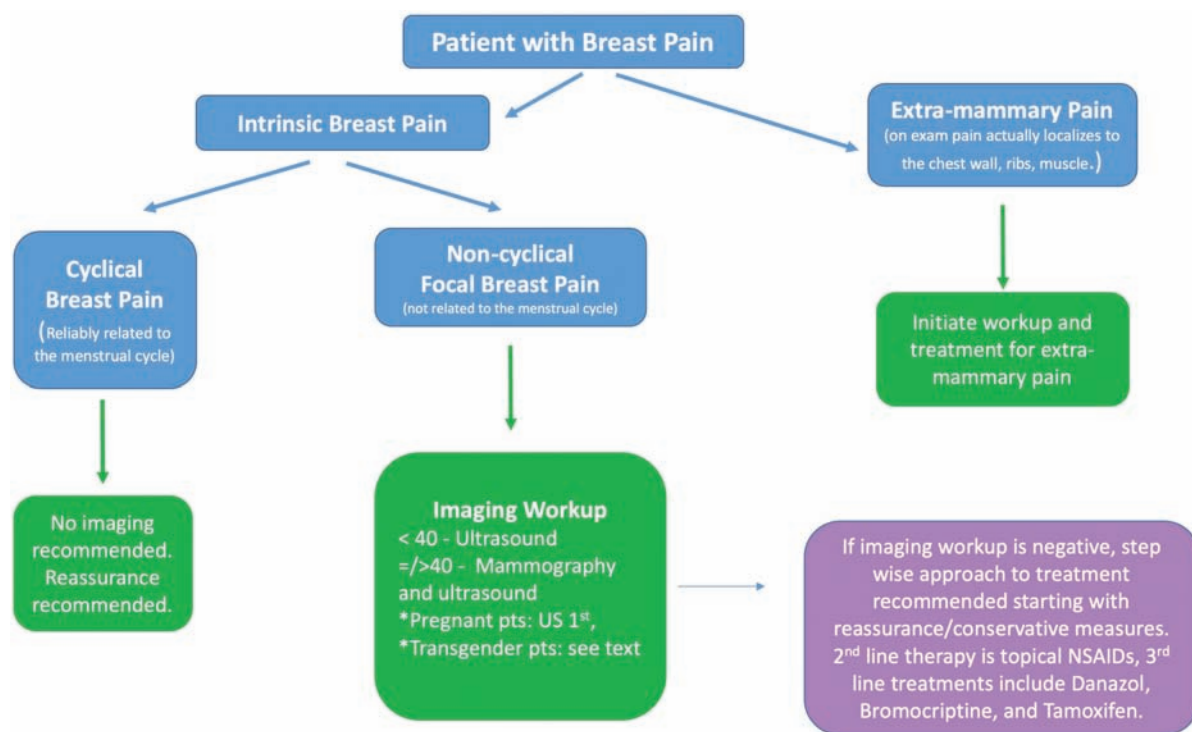 Patient with Breast Pain
Intrinsic Breast Pain
Extra-mammary Pain
(on exam pain actually localizes to
the chest wall, ribs, muscle.)
Cyclical
Breast Pain
(Reliably related to
the menstrual cycle)
Non-cyclical
Focal Breast Pain
(not related to the menstrual cycle)
Initiate workup and
treatment for extra-
mammary pain
No imaging
recommended.
Reassurance
recommended.
Imaging Workup
< 40 - Ultrasound
=/>40 - Mammography
and ultrasound
*Pregnant pts: US 1st,
*Transgender pts: see text
If imaging workup is negative, step
wise approach to treatment
recommended starting with
reassurance/conservative measures.
2nd line therapy is topical NSAIDs, 3rd
line treatments include Danazol,
Bromocriptine, and Tamoxifen.